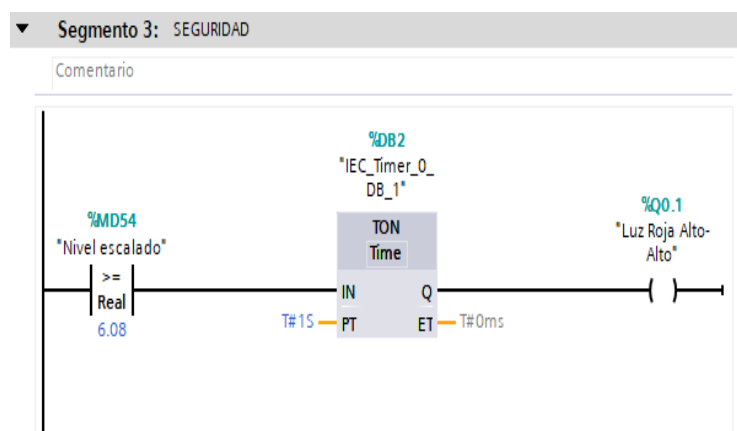 Segmento 3: SEGURIDAD
Comentario
%DB2
"IEC_Timer_0_
DB_1"
%Q0.1
"Luz Roja Alto-
Alto"
%MD54
"Nivel escalado"
TON
Time
>=
Real
6.08
IN Q
T#1S PT ET T#0ms